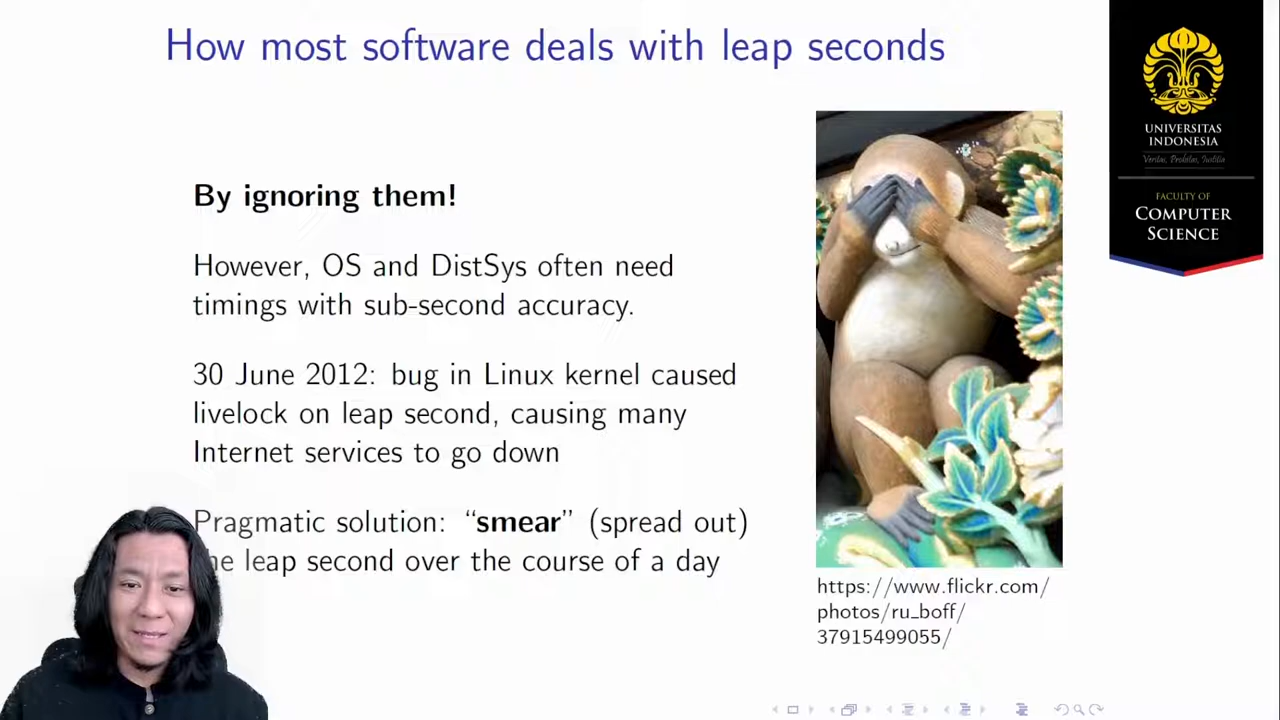 How most software deals with leap seconds
By ignoring them!
However, OS and DistSys often need
timings with sub-second accuracy.
30 June 2012: bug in Linux kernel caused
livelock on leap second, causing many
Internet services to go down
Pragmatic solution: “smear” (spread out)
he leap second over the course of a day
https://www.flickr.com/
photos/ru_boff/
37915499055/
UNIVERSITAS
INDONESIA
Veritas, Probitas, Iustitia
FACULTY OF
COMPUTER
SCIENCE